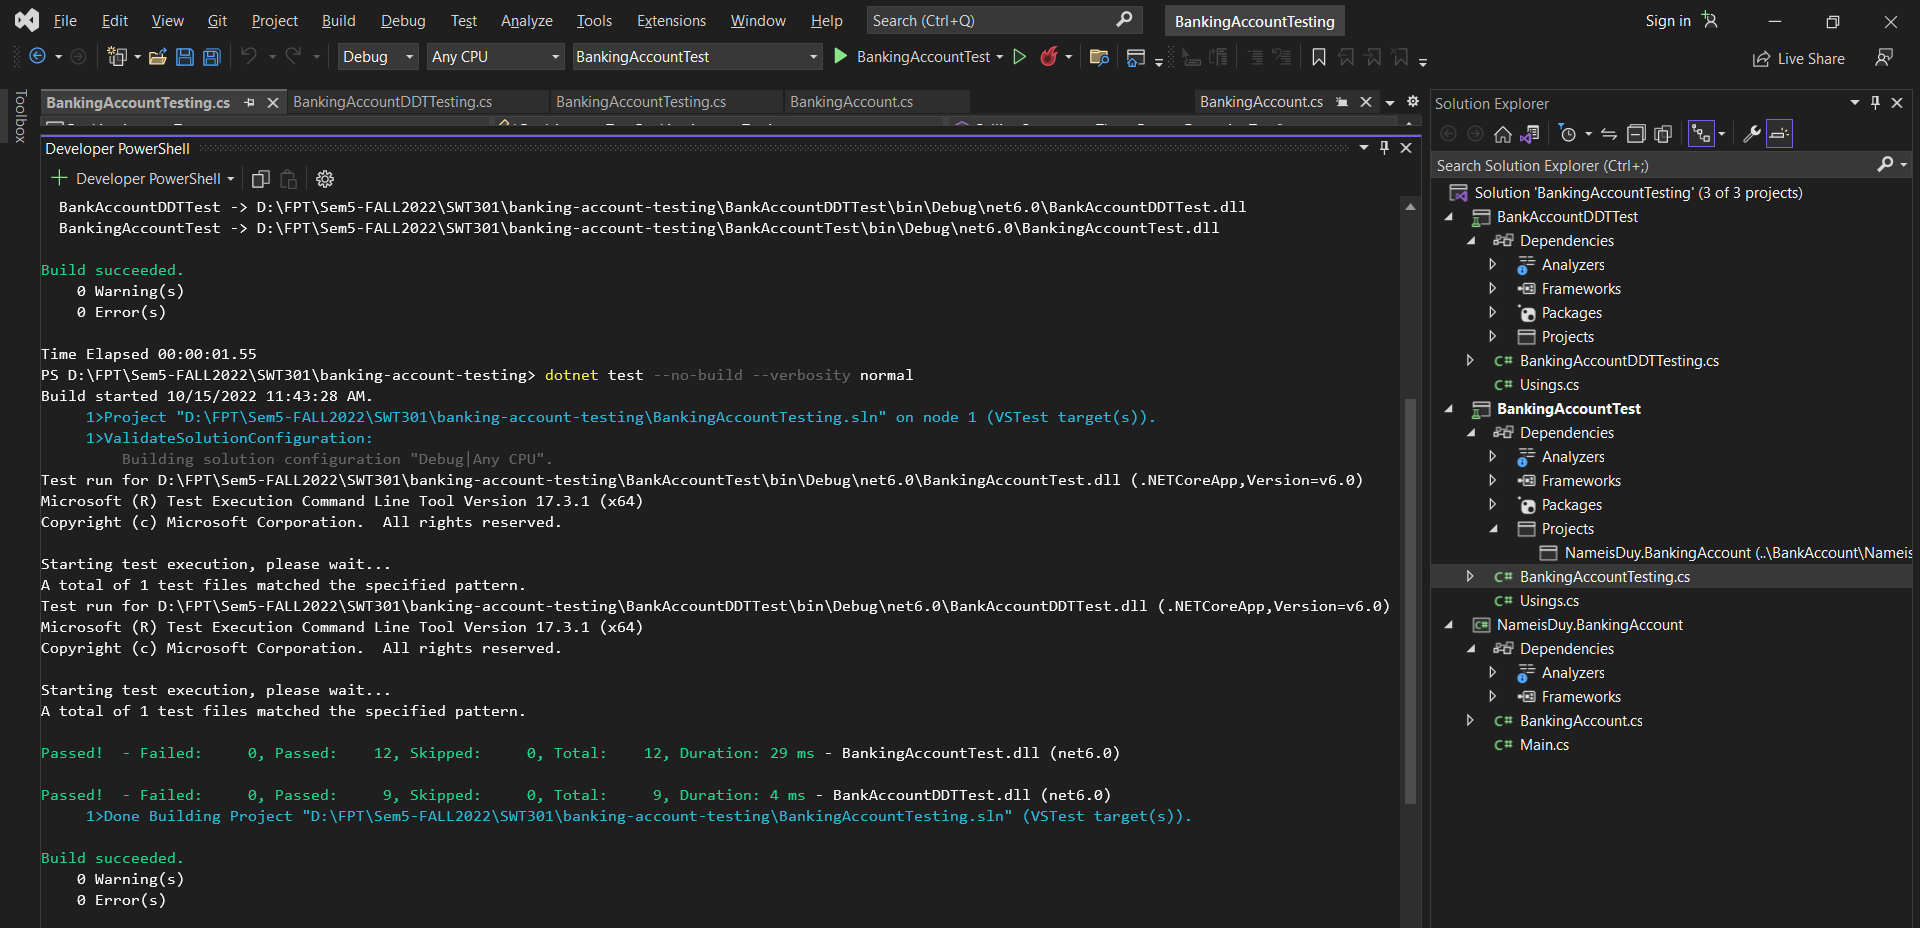 File Edit View Git Project Build Debug Test Analyze Tools Extensions Window Help Search (Ctrl+Q) BankingAccountTesting Sign in
Debug Any CPU BankingAccountTest BankingAccountTest Live Share
Toolbox
BankingAccountTesting.cs BankingAccountDDTTesting.cs BankingAccountTesting.cs BankingAccount.cs BankingAccount.cs
Developer PowerShell
Developer PowerShell
BankAccountDDTTest -> D:\FPT\Sem5-FALL2022\SWT301\banking-account-testing\BankAccountDDTTest\bin\Debug\net6.0\BankAccountDDTTest.dll
BankingAccountTest -> D:\FPT\Sem5-FALL2022\SWT301\banking-account-testing\BankAccountTest\bin\Debug\net6.0\BankingAccountTest.dll
Build succeeded.
0 Warning(s)
0 Error(s)
Time Elapsed 00:00:01.55
PS D:\FPT\Sem5-FALL2022\SWT301\banking-account-testing> dotnet test --no-build --verbosity normal
Build started 10/15/2022 11:43:28 AM.
1>Project "D:\FPT\Sem5-FALL2022\SWT301\banking-account-testing\BankingAccountTesting.sln" on node 1 (VSTest target(s)).
1>ValidateSolutionConfiguration:
Building solution configuration "Debug|Any CPU".
Test run for D:\FPT\Sem5-FALL2022\SWT301\banking-account-testing\BankAccountTest\bin\Debug\net6.0\BankingAccountTest.dll (.NETCoreApp,Version=v6.0)
Microsoft (R) Test Execution Command Line Tool Version 17.3.1 (x64)
Copyright (c) Microsoft Corporation.  All rights reserved.
Starting test execution, please wait...
A total of 1 test files matched the specified pattern.
Test run for D:\FPT\Sem5-FALL2022\SWT301\banking-account-testing\BankAccountDDTTest\bin\Debug\net6.0\BankAccountDDTTest.dll (.NETCoreApp,Version=v6.0)
Microsoft (R) Test Execution Command Line Tool Version 17.3.1 (x64)
Copyright (c) Microsoft Corporation.  All rights reserved.
Starting test execution, please wait...
A total of 1 test files matched the specified pattern.
Passed!  - Failed:     0, Passed:    12, Skipped:     0, Total:    12, Duration: 29 ms - BankingAccountTest.dll (net6.0)
Passed!  - Failed:     0, Passed:     9, Skipped:     0, Total:     9, Duration: 4 ms - BankAccountDDTTest.dll (net6.0)
1>Done Building Project "D:\FPT\Sem5-FALL2022\SWT301\banking-account-testing\BankingAccountTesting.sln" (VSTest target(s)).
Build succeeded.
0 Warning(s)
0 Error(s)
Solution Explorer
Search Solution Explorer (Ctrl+;)
Solution 'BankingAccountTesting' (3 of 3 projects)
BankAccountDDTTest
Dependencies
Analyzers
Frameworks
Packages
Projects
C# BankingAccountDDTTesting.cs
C# Usings.cs
BankingAccountTest
Dependencies
Analyzers
Frameworks
Packages
Projects
NameisDuy.BankingAccount (..\BankAccount\Nameis
C# BankingAccountTesting.cs
C# Usings.cs
C# NameisDuy.BankingAccount
Dependencies
Analyzers
Frameworks
C# BankingAccount.cs
C# Main.cs